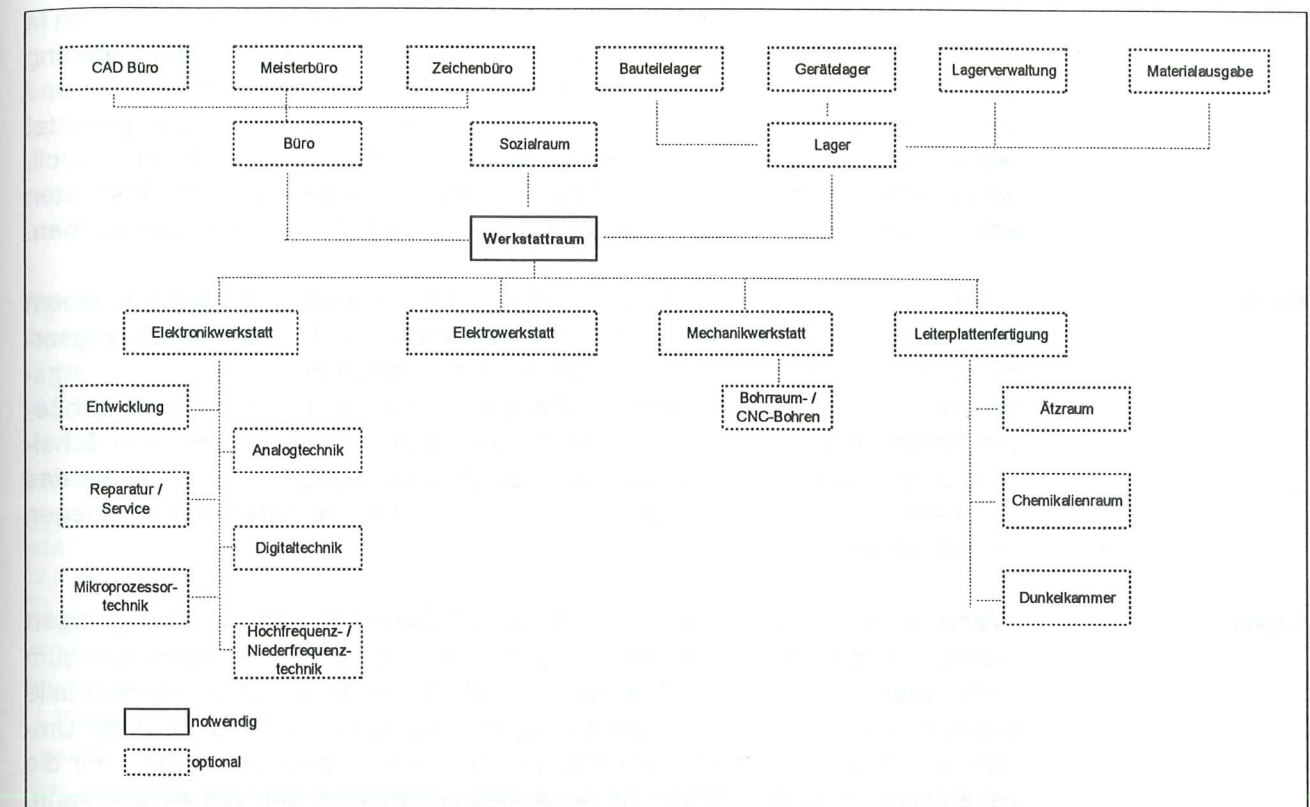 CAD Büro
Meisterbüro
Zeichenbüro
Bauteilelager
Gerätelager
Lagerverwaltung
Materialausgabe
Büro
Sozialraum
Lager
Werkstattraum
Elektronikwerkstatt
Elektrowerkstatt
Mechanikwerkstatt
Leiterplattenfertigung
Entwicklung
Analogtechnik
Reparatur /
Service
Digitaltechnik
Mikroprozessor-
technik
Hochfrequenz- /
Niederfrequenz-
technik
Bohrraum- /
CNC-Bohren
Ätzraum
Chemikalienraum
Dunkelkammer
notwendig
optional